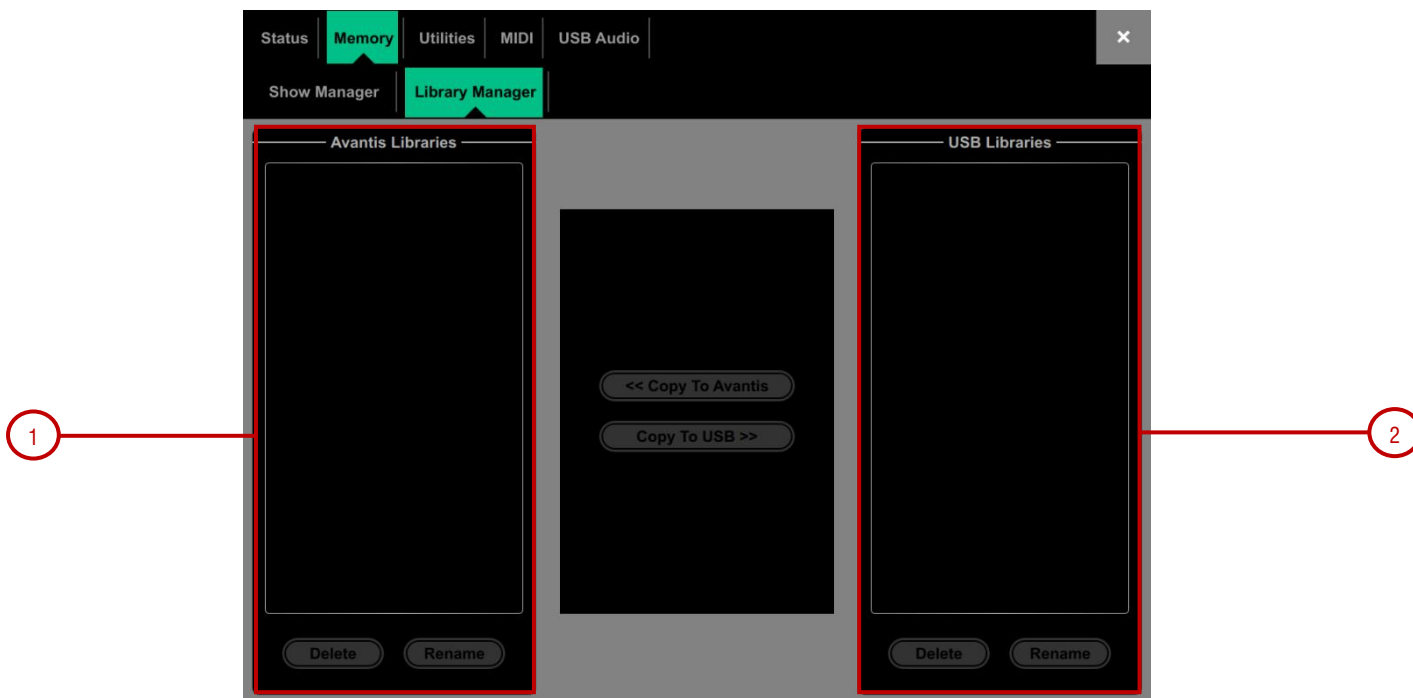 Status Memory Utilities MIDI USB Audio ×
Show Manager Library Manager
Avantis Libraries
USB Libraries
<< Copy To Avantis
Copy To USB >>
1
2
Delete Rename
Delete Rename